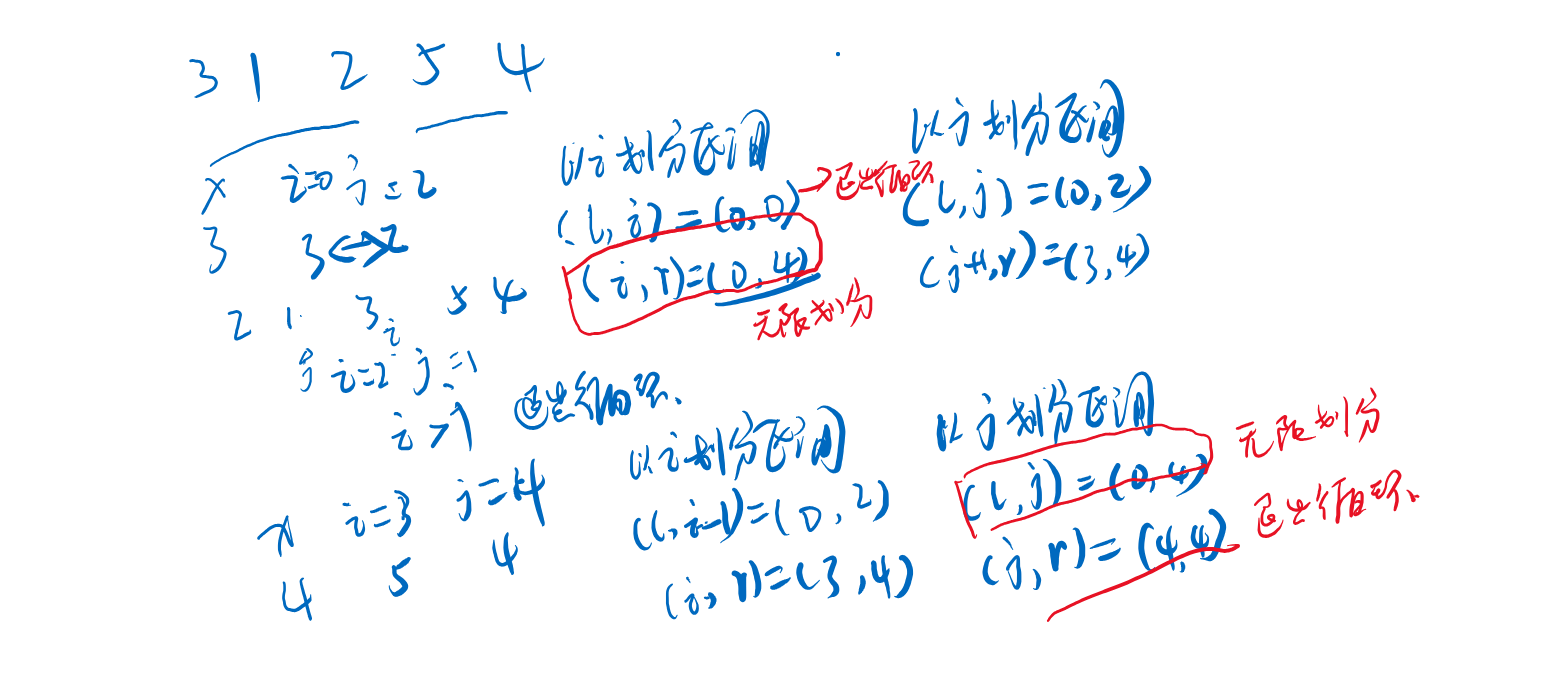 3 1 2 5 4
x i=0 j=2
3 3↔2
2 1 3 i 5 4
j i=2 j=1
i>j 退出循环、
以i划分区间
(l,i)=(0,0)→退出循环
(i,r)=(0,4)
无限划分
以j划分区间
(l,j)=(0,2)
(j+1,r)=(3,4)
x i=3 j=4
4 5 4
以i划分区间
(l,i-1)=(0,2)
(i,r)=(3,4)
以j划分区间
(l,j)=(0,4) 无限划分
(j,r)=(4,4) 退出循环、